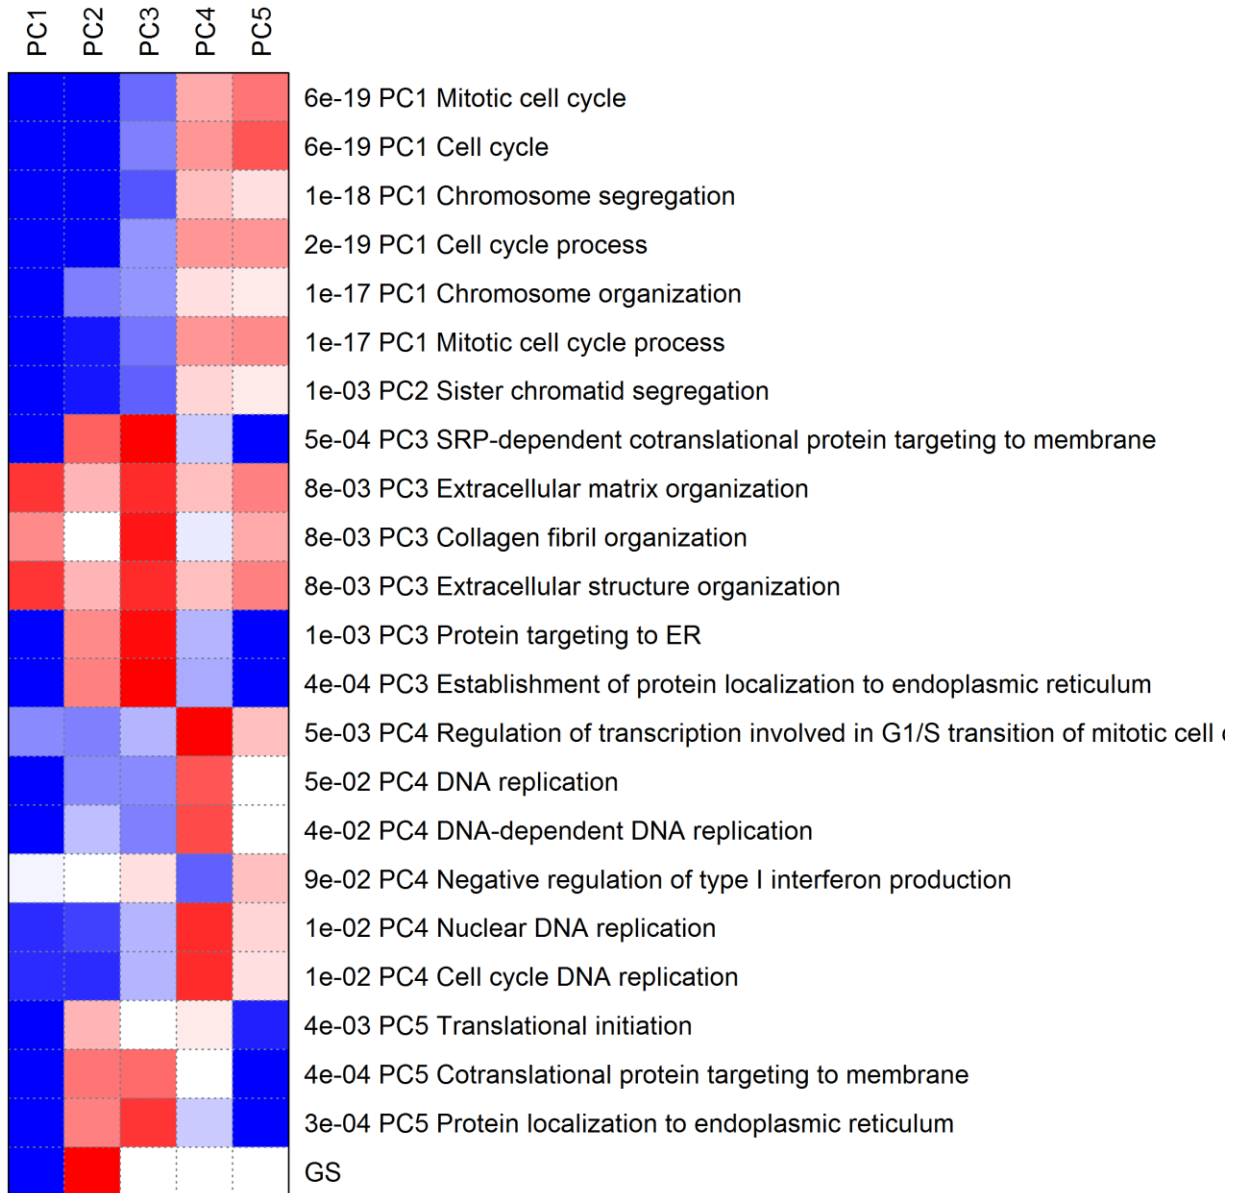 PC1 PC2 PC3 PC4 PC5
6e-19 PC1 Mitotic cell cycle
6e-19 PC1 Cell cycle
1e-18 PC1 Chromosome segregation
2e-19 PC1 Cell cycle process
1e-17 PC1 Chromosome organization
1e-17 PC1 Mitotic cell cycle process
1e-03 PC2 Sister chromatid segregation
5e-04 PC3 SRP-dependent cotranslational protein targeting to membrane
8e-03 PC3 Extracellular matrix organization
8e-03 PC3 Collagen fibril organization
8e-03 PC3 Extracellular structure organization
1e-03 PC3 Protein targeting to ER
4e-04 PC3 Establishment of protein localization to endoplasmic reticulum
5e-03 PC4 Regulation of transcription involved in G1/S transition of mitotic cell
5e-02 PC4 DNA replication
4e-02 PC4 DNA-dependent DNA replication
9e-02 PC4 Negative regulation of type I interferon production
1e-02 PC4 Nuclear DNA replication
1e-02 PC4 Cell cycle DNA replication
4e-03 PC5 Translational initiation
4e-04 PC5 Cotranslational protein targeting to membrane
3e-04 PC5 Protein localization to endoplasmic reticulum
GS